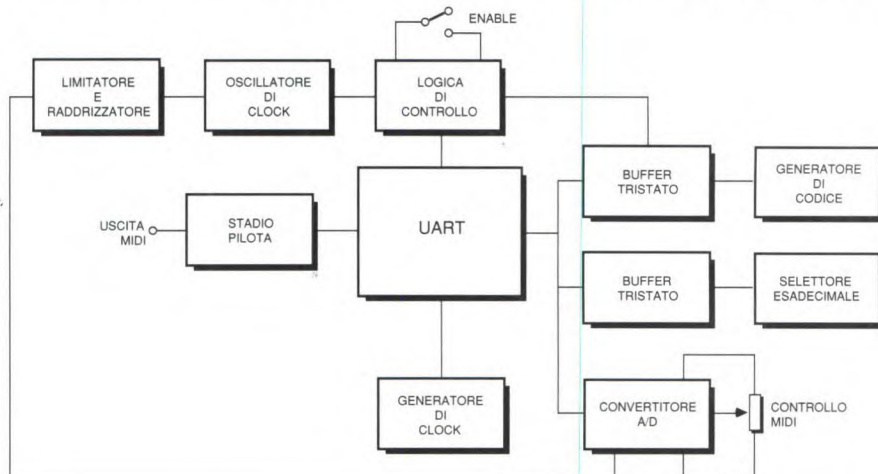 ENABLE
LIMITATORE
E
RADDRIZZATORE
OSCILLATORE
DI
CLOCK
LOGICA
DI
CONTROLLO
BUFFER
TRISTATO
GENERATORE
DI
CODICE
USCITA
MIDI
STADIO
PILOTA
UART
BUFFER
TRISTATO
SELETTORE
ESADECIMALE
GENERATORE
DI
CLOCK
CONVERTITORE
A/D
CONTROLLO
MIDI